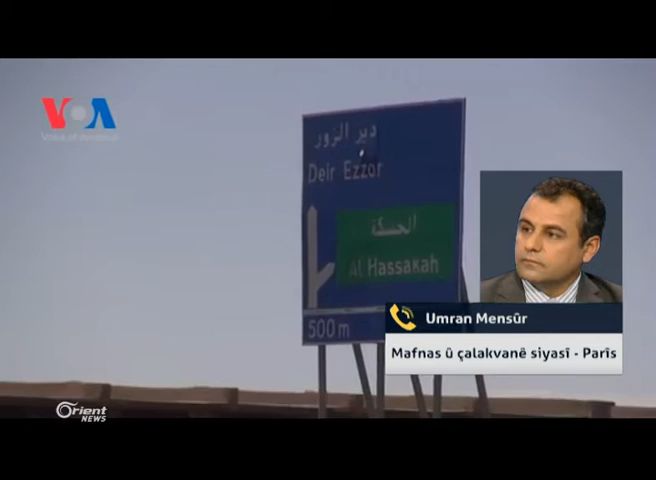 VOA
Voice of America
دير الزور
Deir Ezzor
الحسكة
Al Hassakah
500 m
Umran Mensûr
Mafnas û çalakvanê siyasî - Parîs
Orient
NEWS